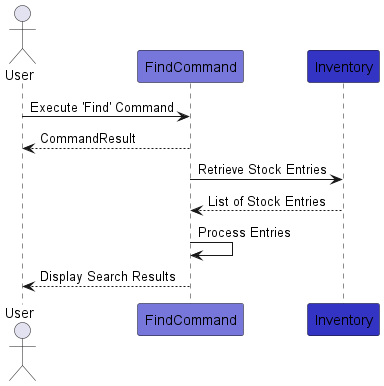 User
FindCommand
Inventory
Execute 'Find' Command
CommandResult
Retrieve Stock Entries
List of Stock Entries
Process Entries
Display Search Results
User
FindCommand
Inventory